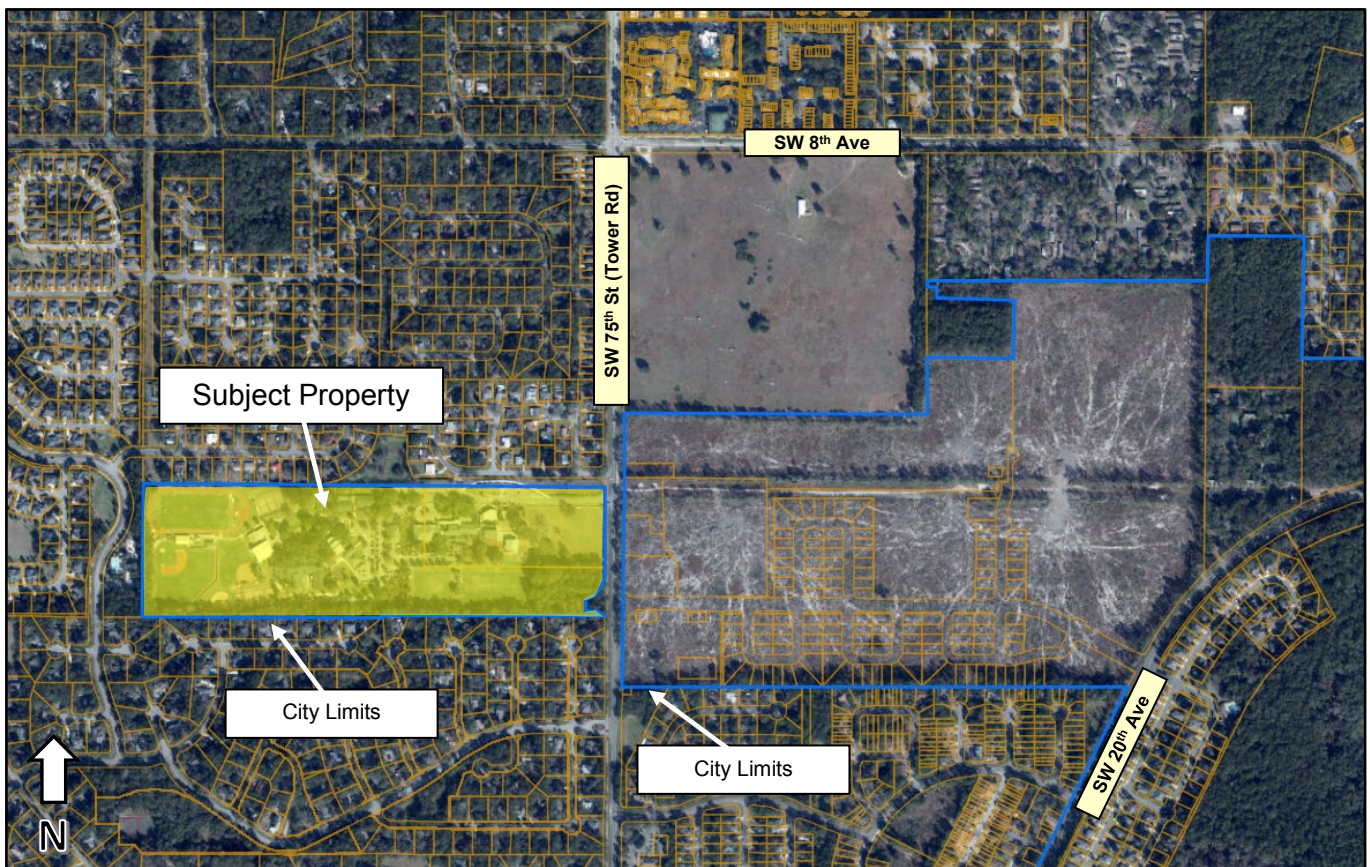 SW 8th Ave
SW 75th St (Tower Rd)
Subject Property
City Limits
City Limits
SW 20th Ave
N